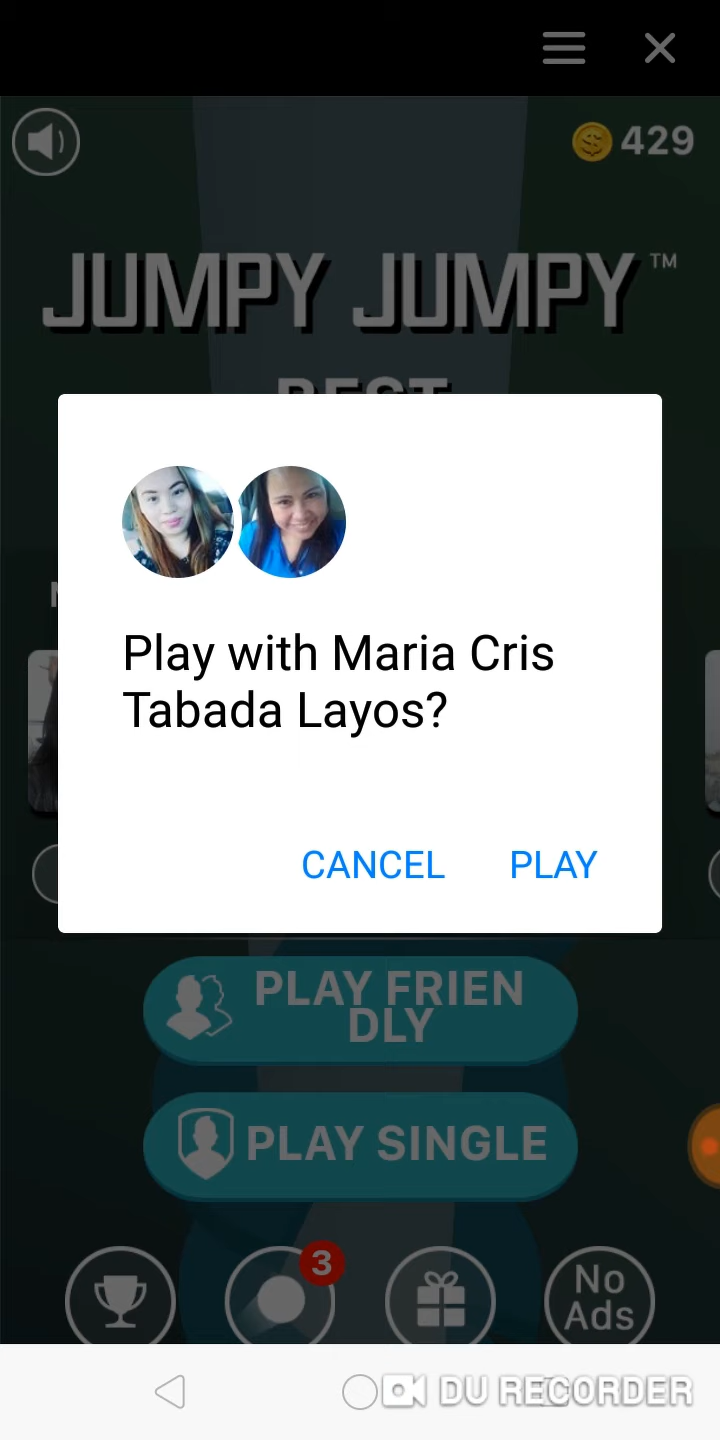 429
JUMPY JUMPY™
BEST
Play with Maria Cris
Tabada Layos?
CANCEL PLAY
PLAY FRIEN
DLY
PLAY SINGLE
3
No
Ads
DU RECORDER